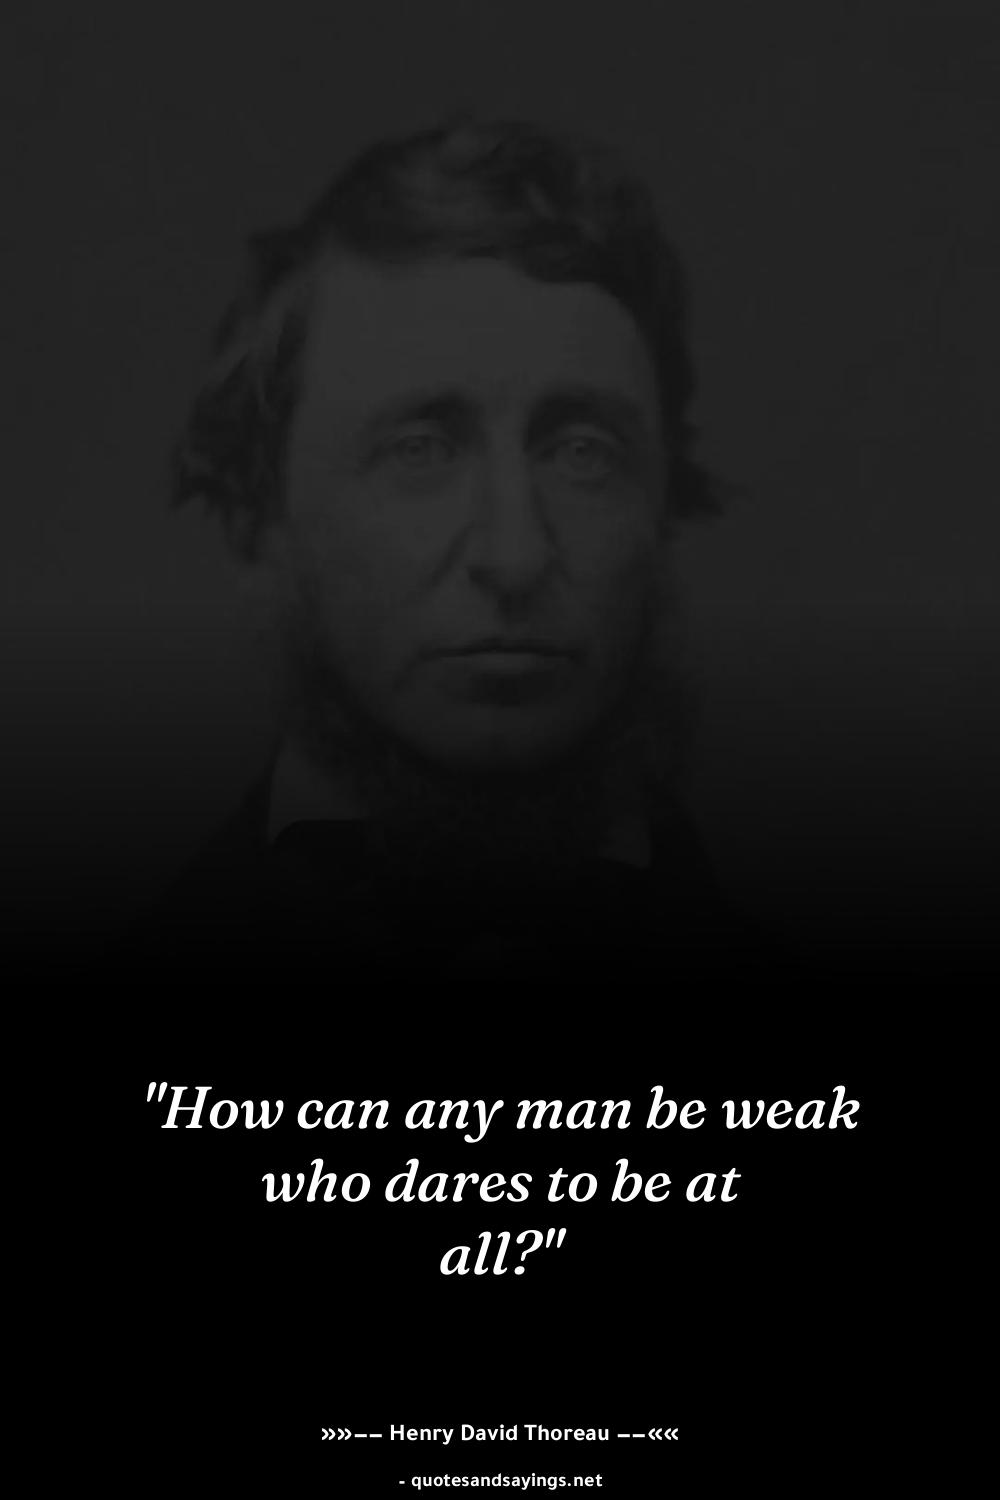 "How can any man be weak
who dares to be at
all?"
»»−− Henry David Thoreau −−««
- quotesandsayings.net